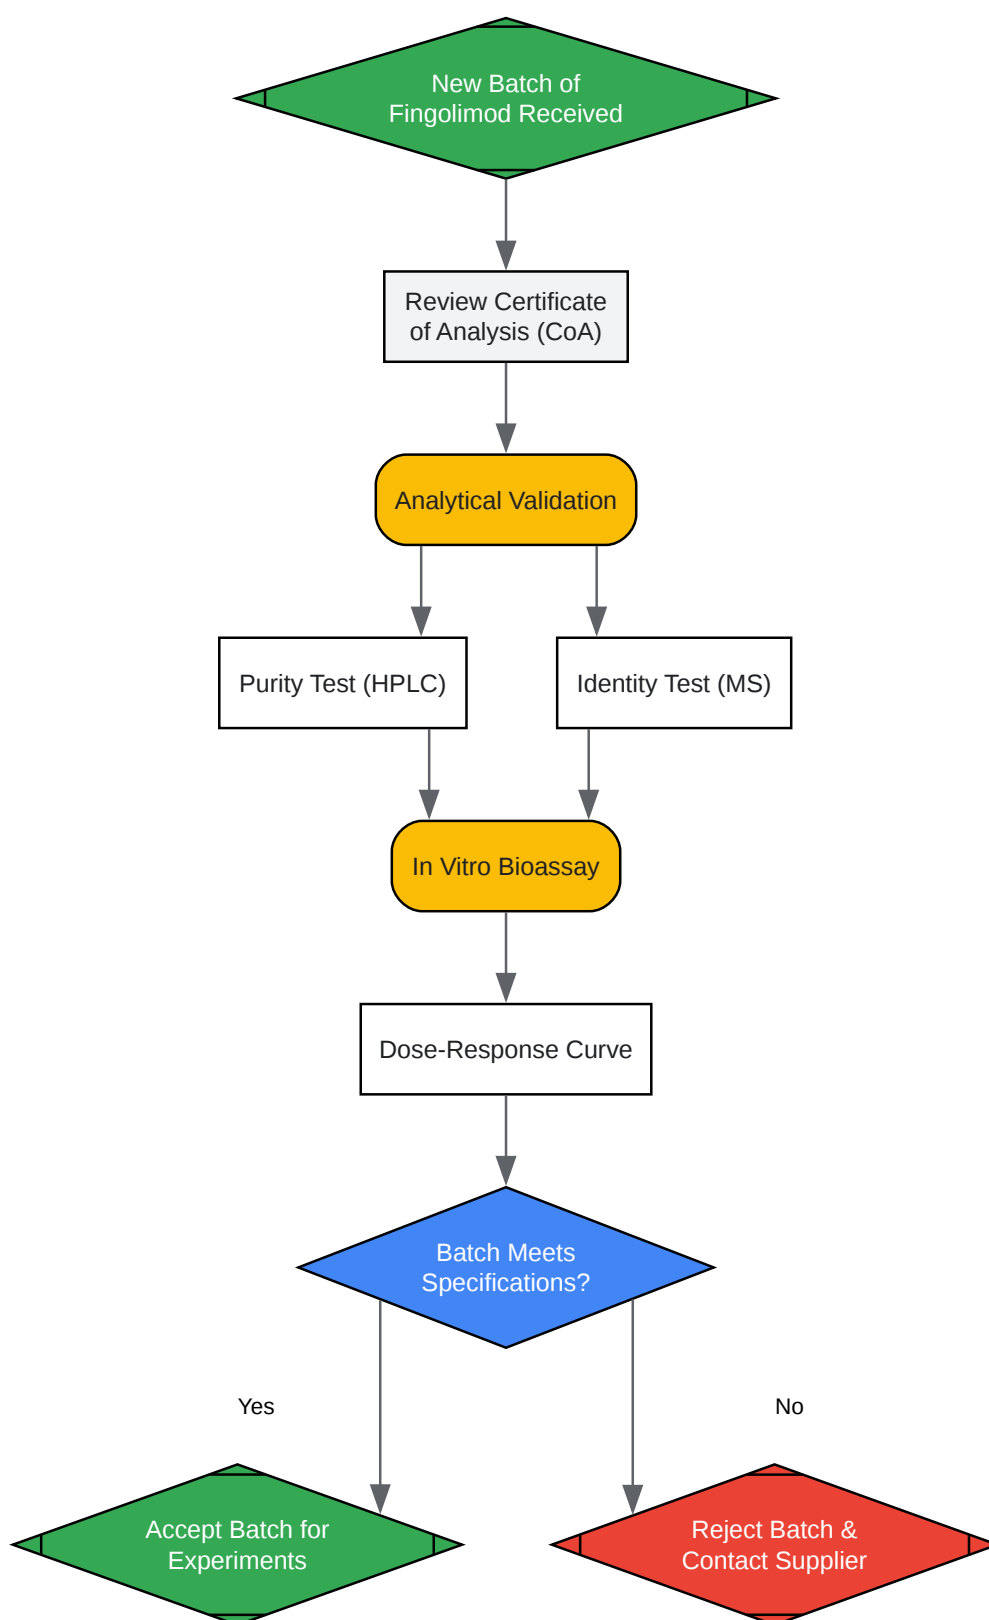 New Batch of
Fingolimod Received
Review Certificate
of Analysis (CoA)
Analytical Validation
Purity Test (HPLC)
Identity Test (MS)
In Vitro Bioassay
Dose-Response Curve
Batch Meets
Specifications?
Yes
No
Accept Batch for
Experiments
Reject Batch &
Contact Supplier